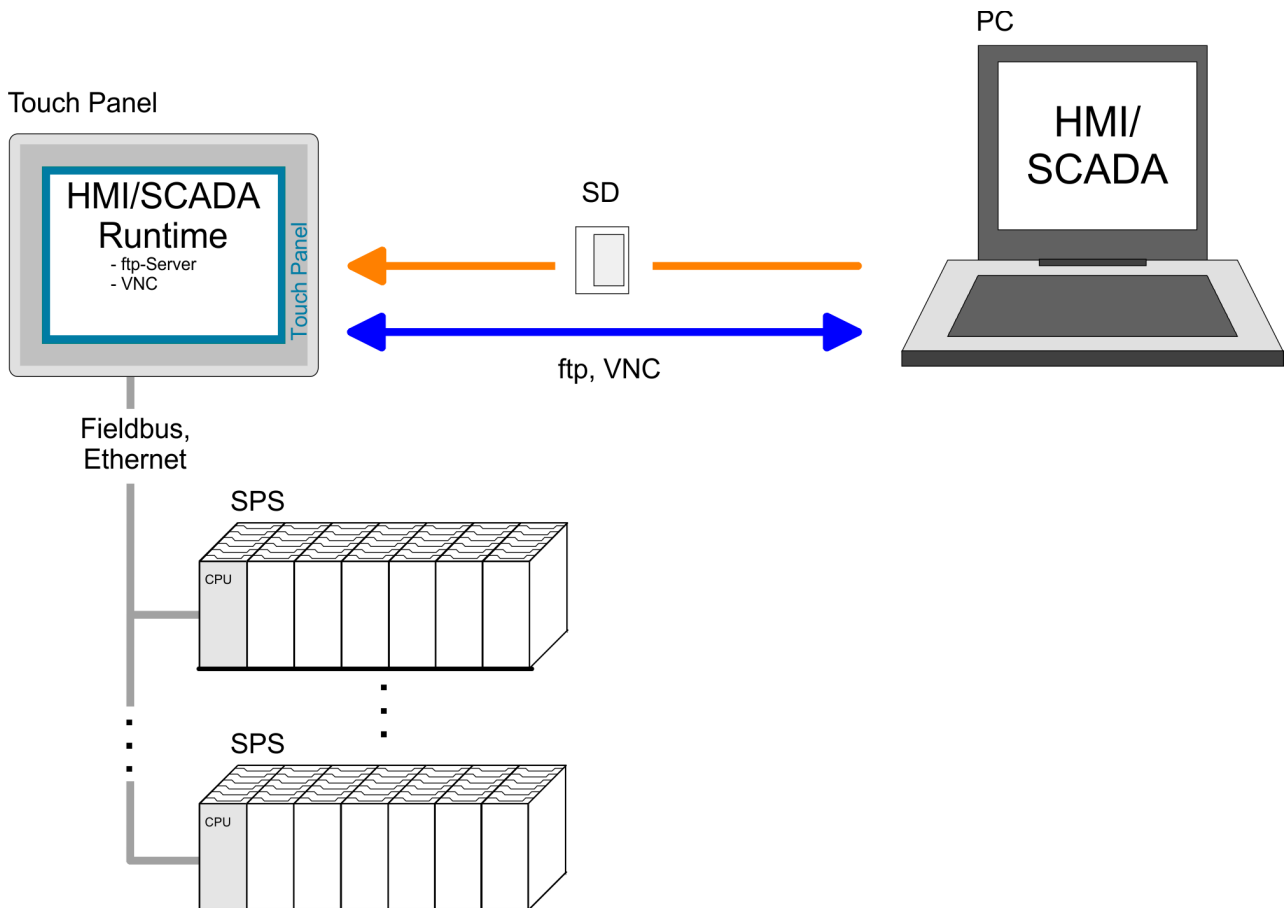 PC
Touch Panel
HMI/
SCADA
HMI/SCADA
Runtime
- ftp-Server
- VNC
Touch Panel
SD
ftp, VNC
Fieldbus,
Ethernet
SPS
CPU
SPS
CPU